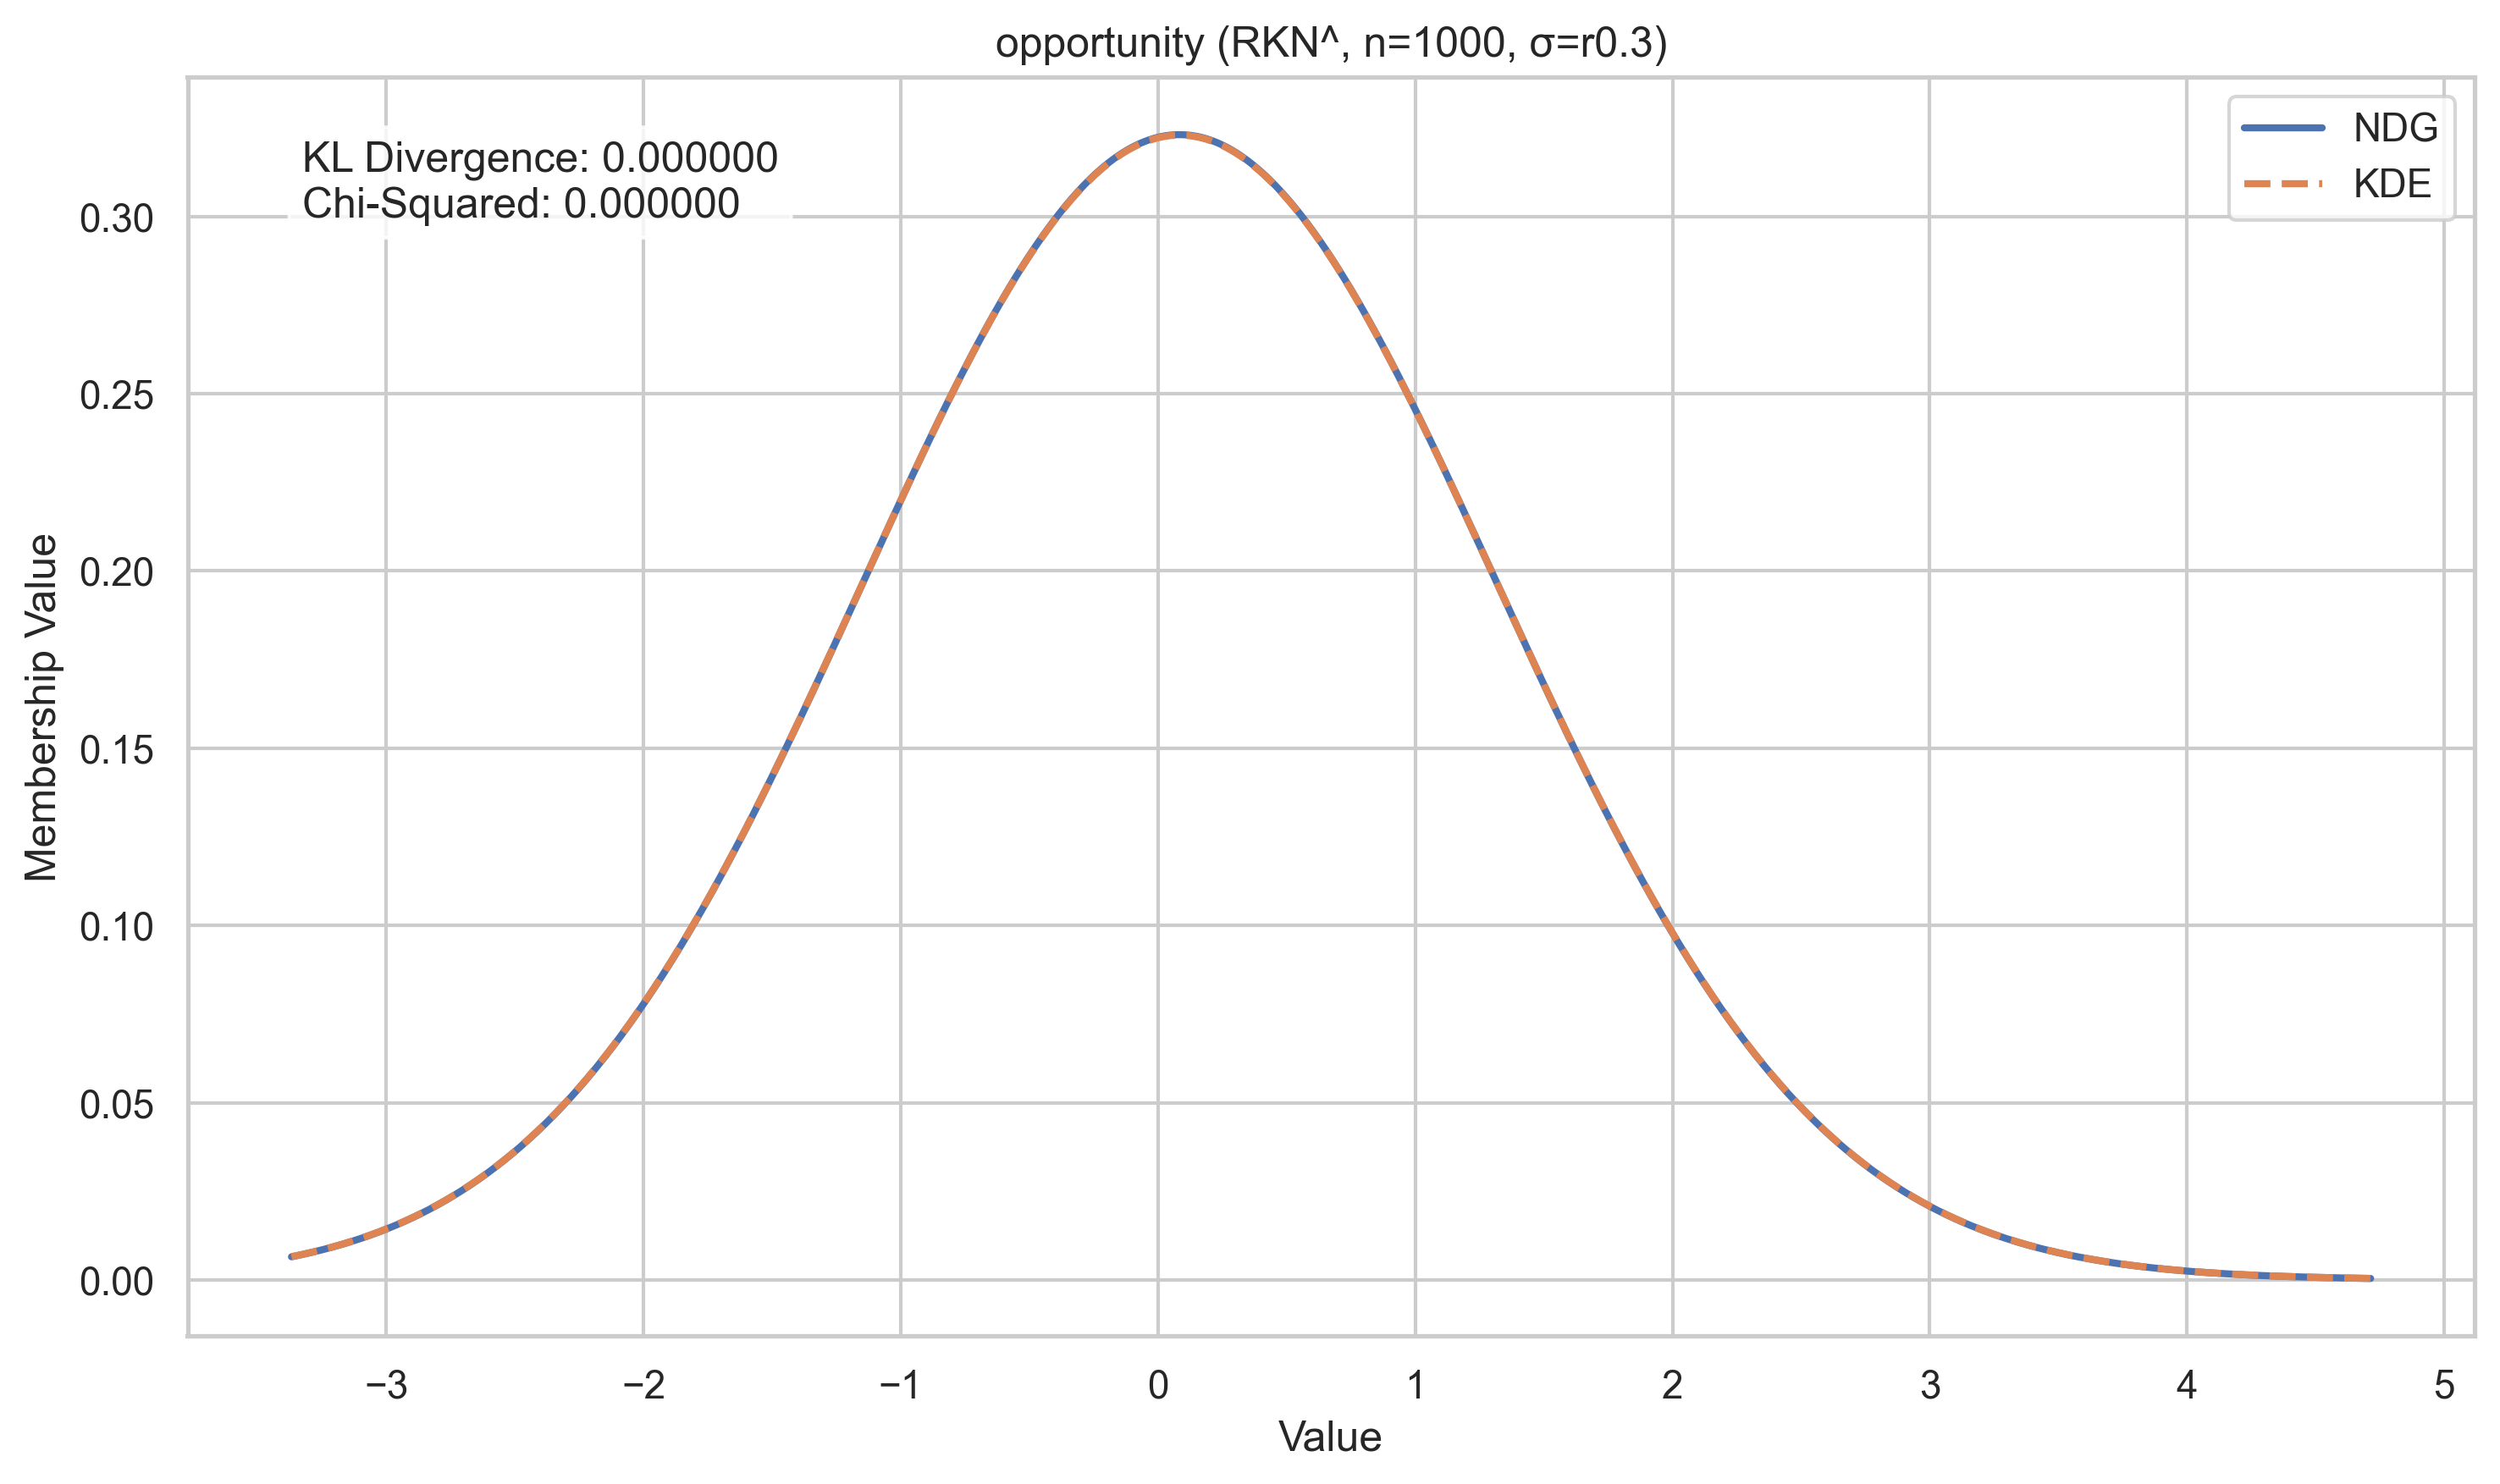 opportunity (RKN^, n=1000, σ=r0.3)
KL Divergence: 0.000000
Chi-Squared: 0.000000
NDG
KDE
Membership Value
0.30
0.25
0.20
0.15
0.10
0.05
0.00
−3 −2 −1 0 1 2 3 4 5
Value